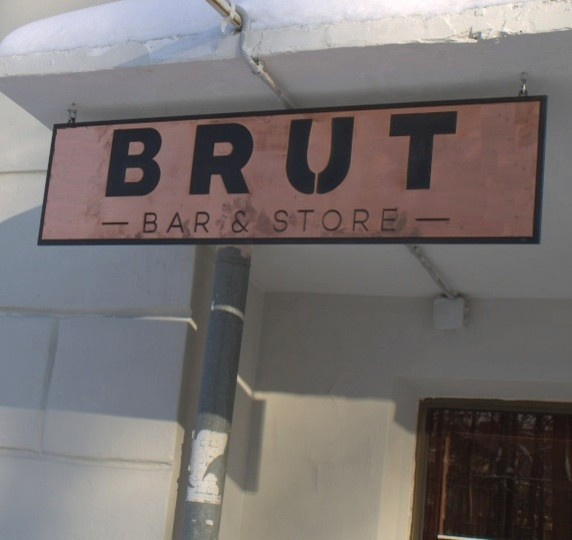 BRUT
— BAR & STORE —